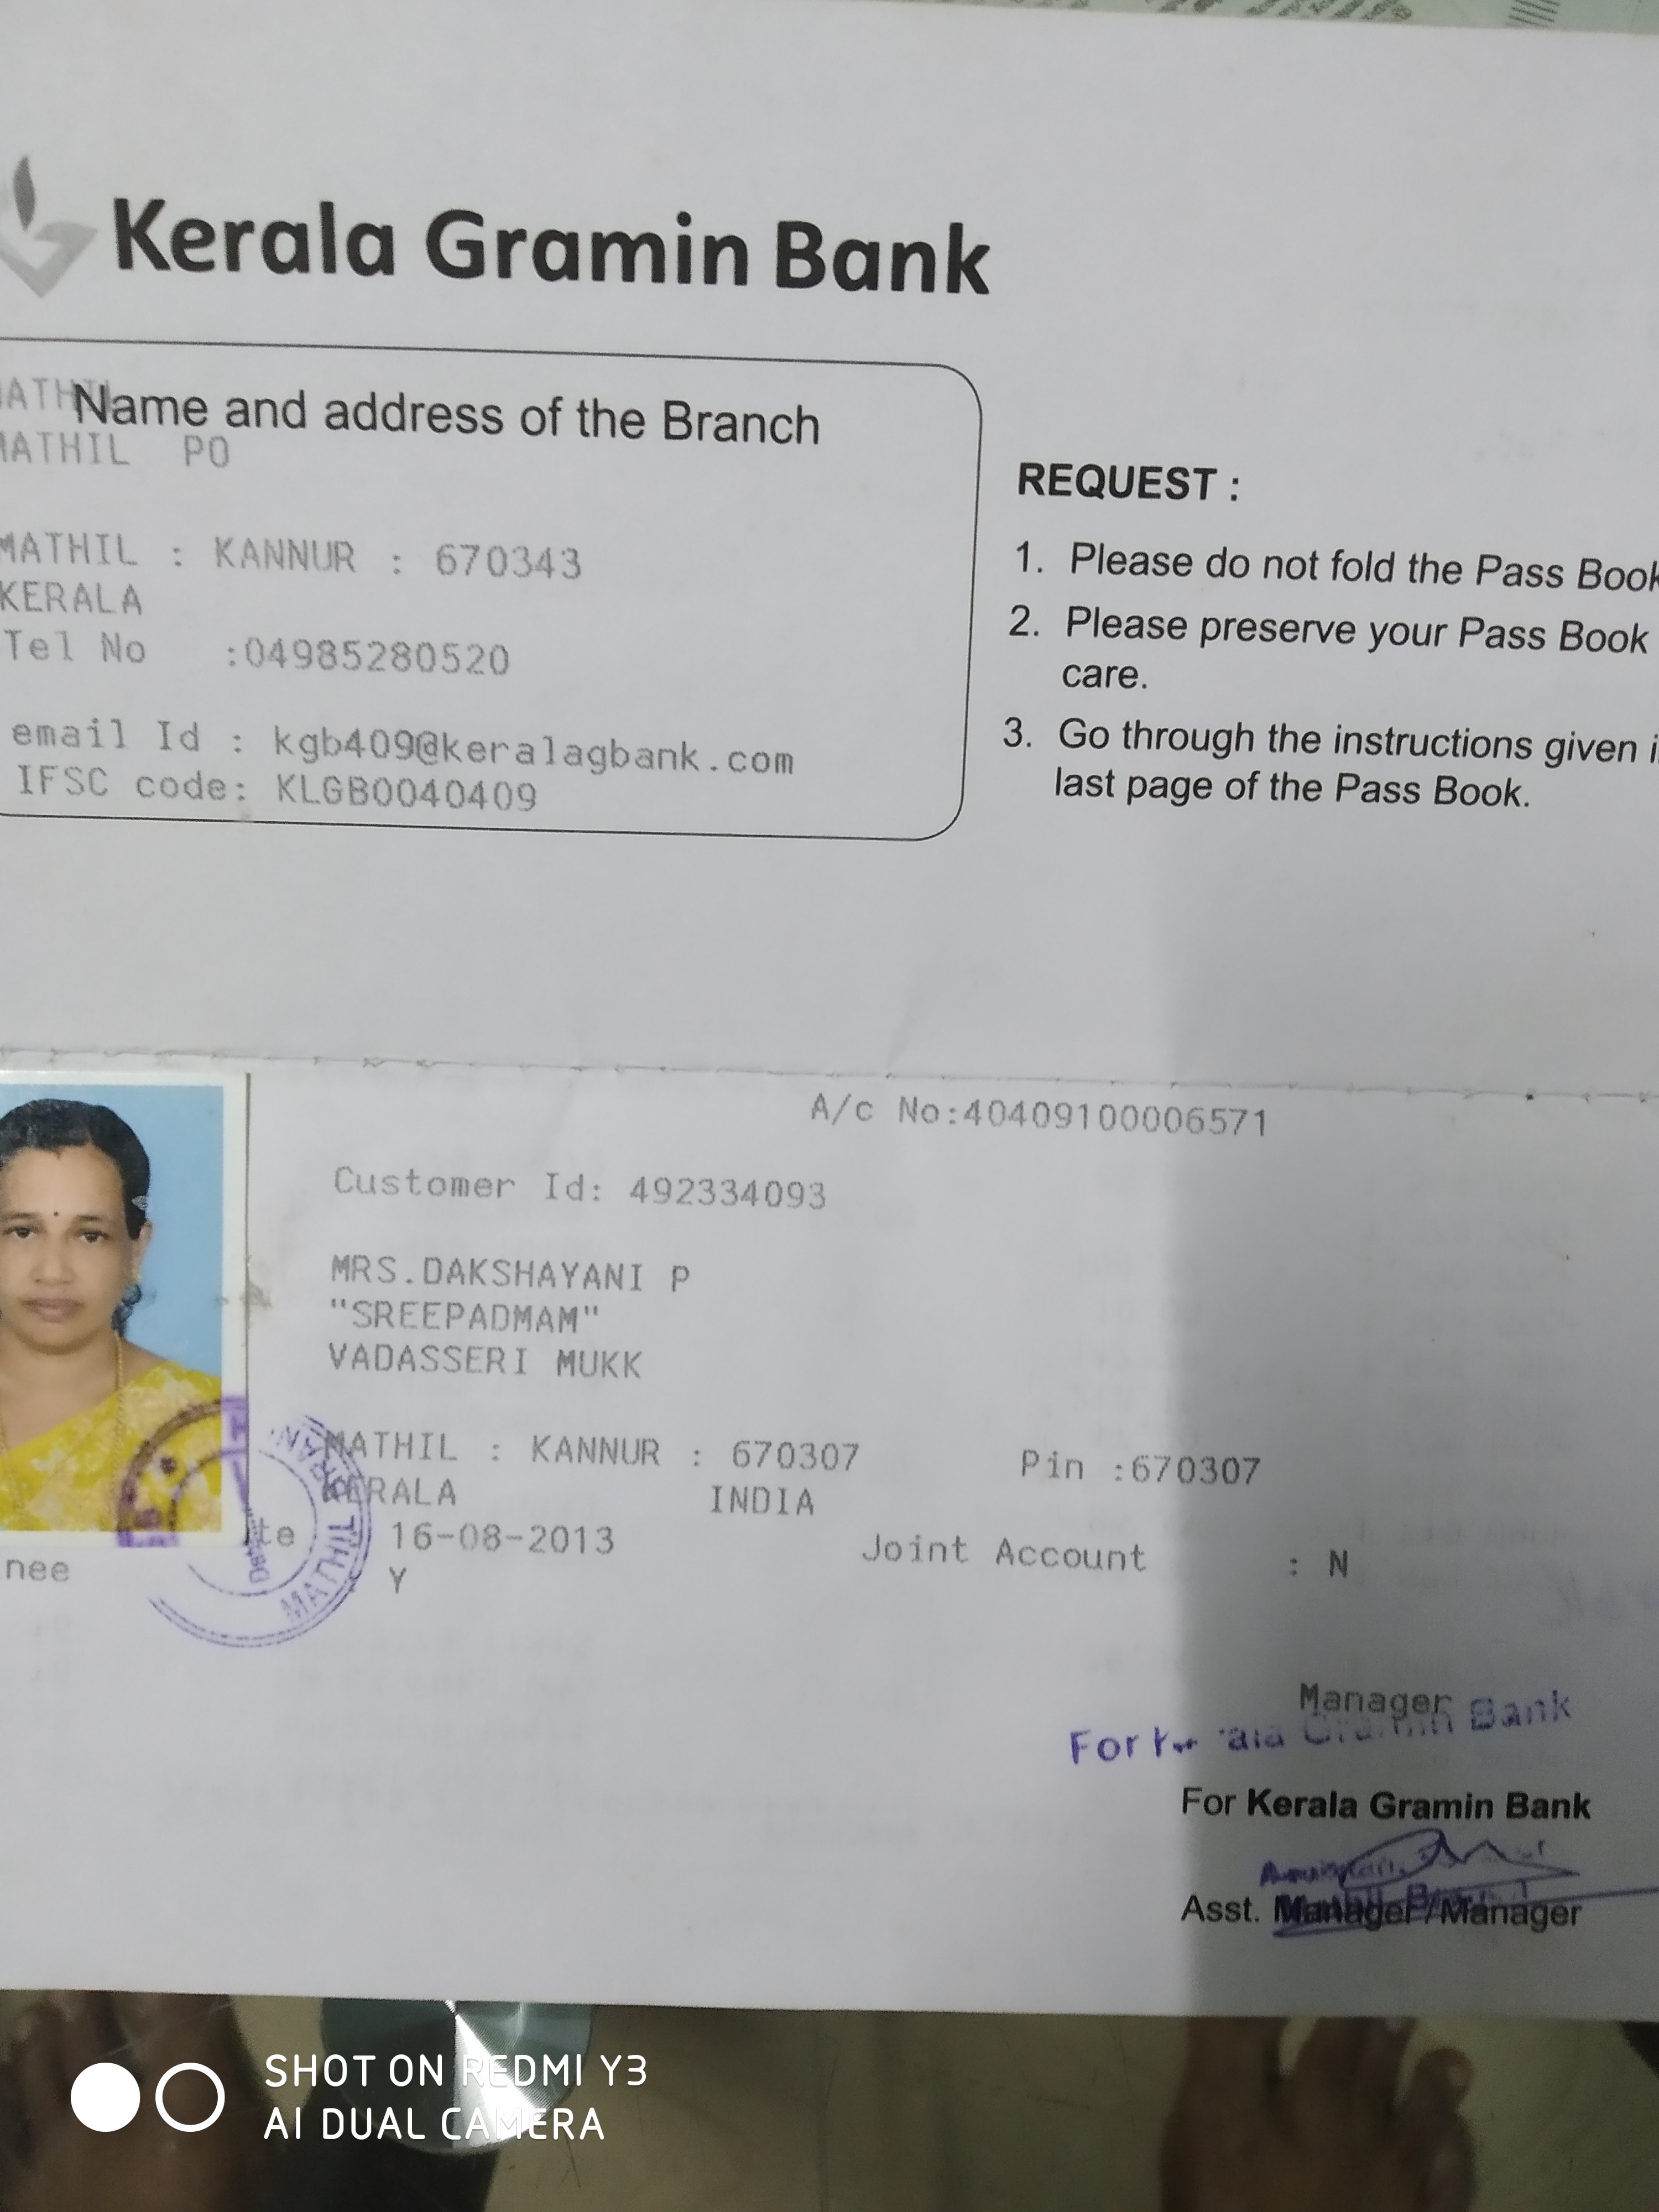 Kerala Gramin Bank
Name and address of the Branch
MATHIL PO
MATHIL : KANNUR : 670343
KERALA
Tel No :04985280520
email Id : kgb409@keralagbank.com
IFSC code: KLGB0040409
REQUEST :
1. Please do not fold the Pass Book
2. Please preserve your Pass Book
care.
3. Go through the instructions given
last page of the Pass Book.
A/c No:40409100006571
Customer Id: 492334093
MRS.DAKSHAYANI P
"SREEPADMAM"
VADASSERI MUKK
MATHIL : KANNUR : 670307 Pin :670307
KERALA INDIA
te 16-08-2013 Joint Account : N
nee Y
MATHIL
Manager
For Gramin Bank
For Kerala Gramin Bank
Asst. Manager/Manager
SHOT ON REDMI Y3
AI DUAL CAMERA